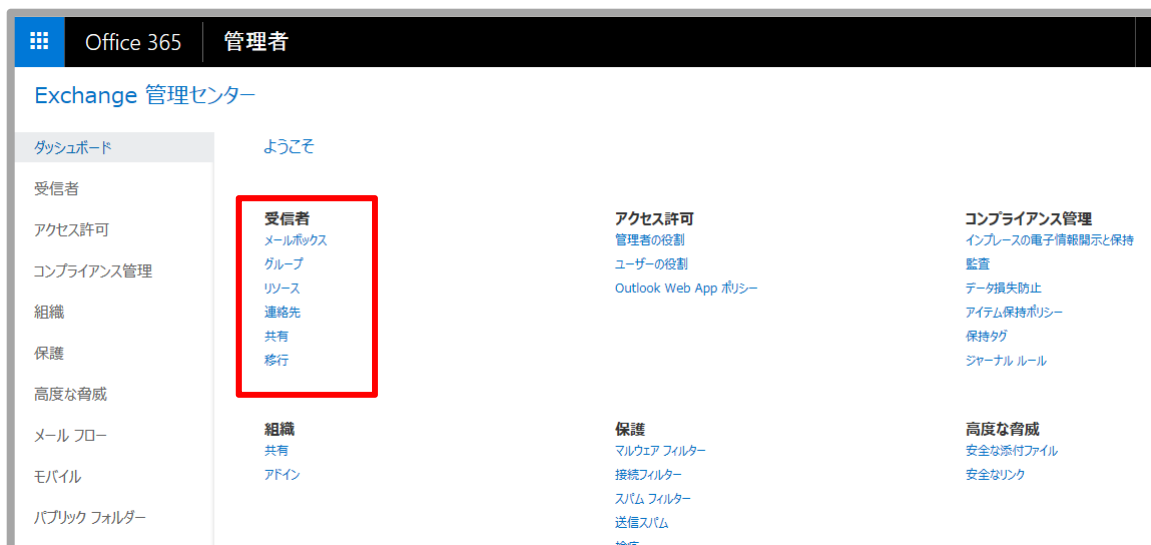 Office 365 管理者
Exchange 管理センター
ダッシュボード
受信者
アクセス許可
コンプライアンス管理
組織
保護
高度な脅威
メール フロー
モバイル
パブリック フォルダー
ようこそ
受信者
メールボックス
グループ
リソース
連絡先
共有
移行
アクセス許可
管理者の役割
ユーザーの役割
Outlook Web App ポリシー
コンプライアンス管理
インプレースの電子情報開示と保持
監査
データ損失防止
アイテム保持ポリシー
保持タグ
ジャーナル ルール
組織
共有
アドイン
保護
マルウェア フィルター
接続フィルター
スパム フィルター
送信スパム
高度な脅威
安全な添付ファイル
安全なリンク